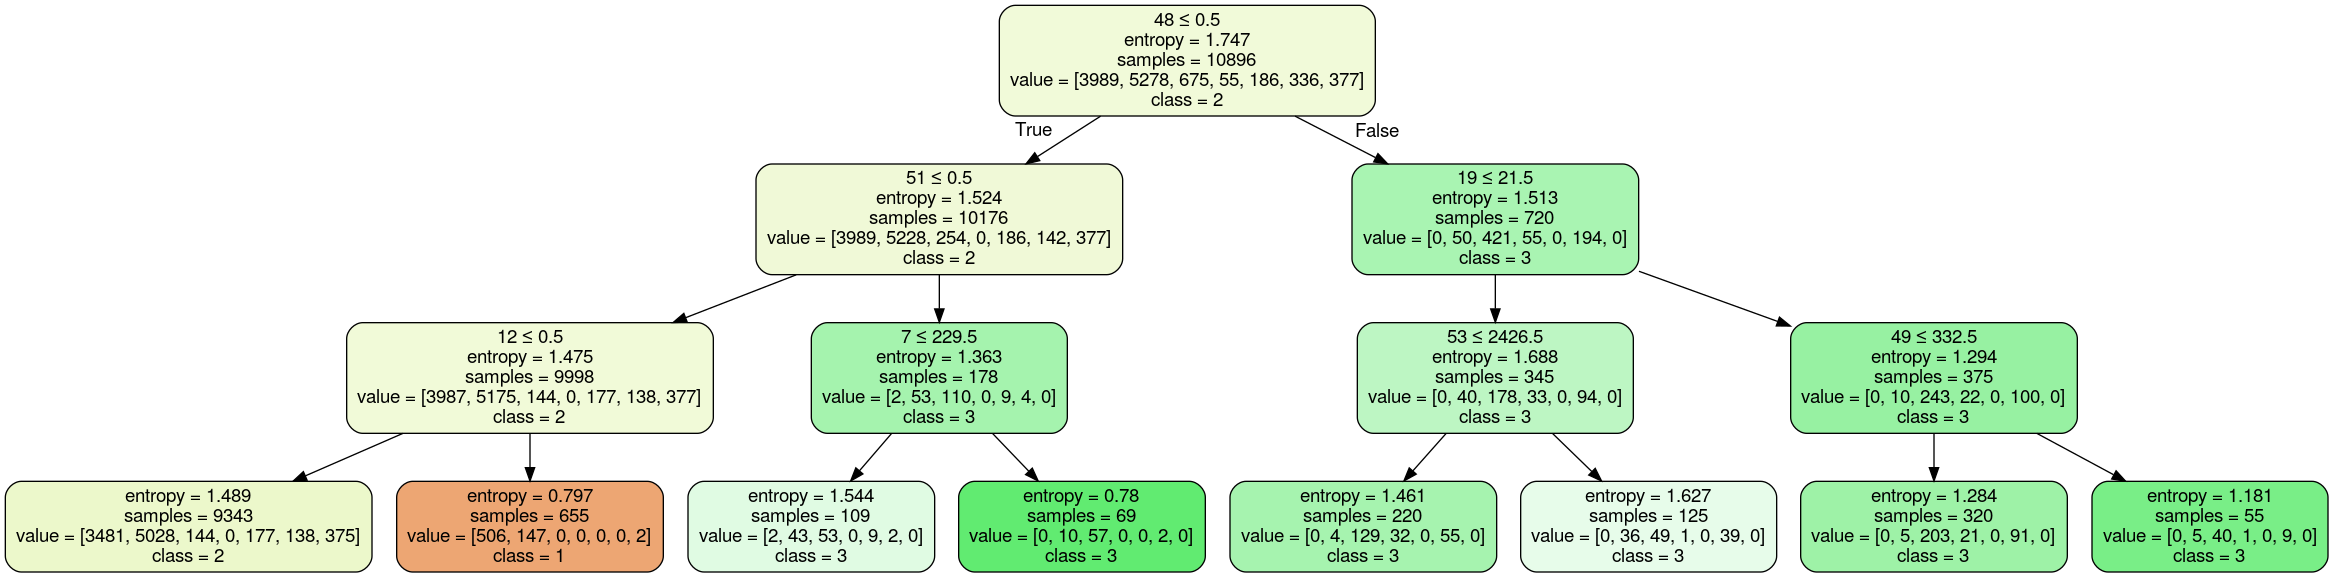 48 ≤ 0.5
entropy = 1.747
samples = 10896
value = [3989, 5278, 675, 55, 186, 336, 377]
class = 2
True
False
51 ≤ 0.5
entropy = 1.524
samples = 10176
value = [3989, 5228, 254, 0, 186, 142, 377]
class = 2
19 ≤ 21.5
entropy = 1.513
samples = 720
value = [0, 50, 421, 55, 0, 194, 0]
class = 3
12 ≤ 0.5
entropy = 1.475
samples = 9998
value = [3987, 5175, 144, 0, 177, 138, 377]
class = 2
7 ≤ 229.5
entropy = 1.363
samples = 178
value = [2, 53, 110, 0, 9, 4, 0]
class = 3
53 ≤ 2426.5
entropy = 1.688
samples = 345
value = [0, 40, 178, 33, 0, 94, 0]
class = 3
49 ≤ 332.5
entropy = 1.294
samples = 375
value = [0, 10, 243, 22, 0, 100, 0]
class = 3
entropy = 1.489
samples = 9343
value = [3481, 5028, 144, 0, 177, 138, 375]
class = 2
entropy = 0.797
samples = 655
value = [506, 147, 0, 0, 0, 0, 2]
class = 1
entropy = 1.544
samples = 109
value = [2, 43, 53, 0, 9, 2, 0]
class = 3
entropy = 0.78
samples = 69
value = [0, 10, 57, 0, 0, 2, 0]
class = 3
entropy = 1.461
samples = 220
value = [0, 4, 129, 32, 0, 55, 0]
class = 3
entropy = 1.627
samples = 125
value = [0, 36, 49, 1, 0, 39, 0]
class = 3
entropy = 1.284
samples = 320
value = [0, 5, 203, 21, 0, 91, 0]
class = 3
entropy = 1.181
samples = 55
value = [0, 5, 40, 1, 0, 9, 0]
class = 3